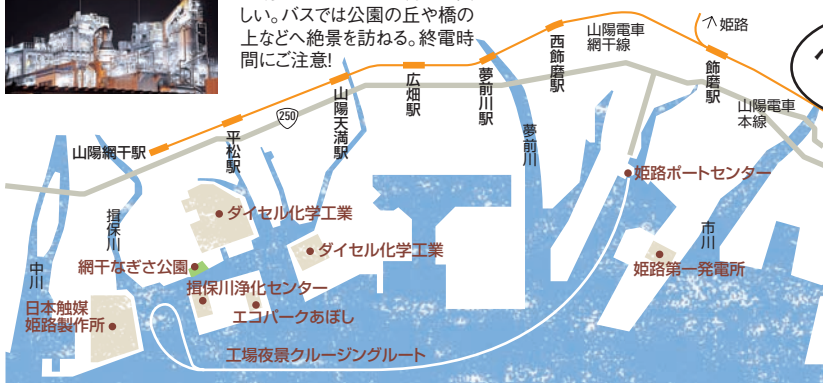 しい。バスでは公園の丘や橋の
上などへ絶景を訪ねる。終電時
間にご注意!
山陽電車
網干線
姫路
西飾磨駅
飾磨駅
夢前川駅
広畑駅
山陽天満駅
250
平松駅
山陽網干駅
山陽電車
本線
夢前川
姫路ポートセンター
揖保川
ダイセル化学工業
市川
中川
網干なぎさ公園
ダイセル化学工業
姫路第一発電所
揖保川浄化センター
日本触媒
姫路製作所
エコパークあぼし
工場夜景クルージングルート